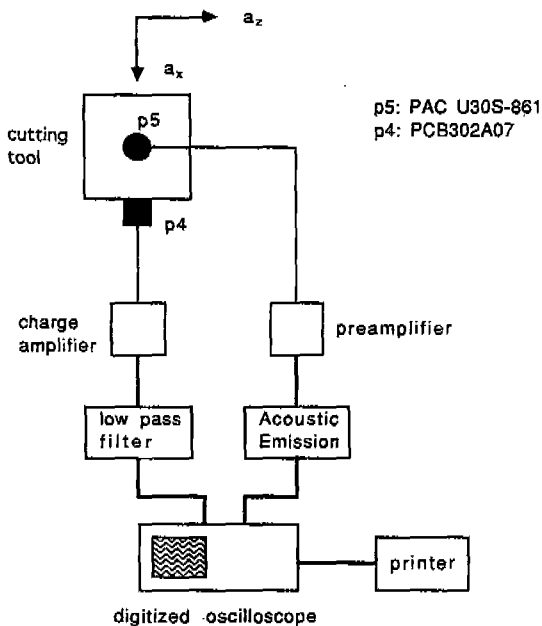 a_z
a_x
p5: PAC U30S-861
p4: PCB302A07
p5
cutting
tool
p4
charge
amplifier
preamplifier
low pass
filter
Acoustic
Emission
printer
digitized oscilloscope